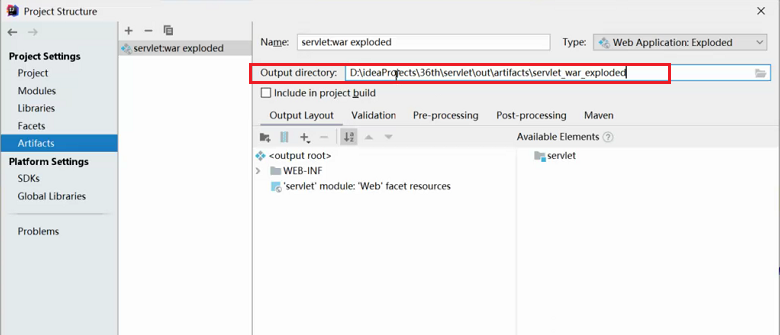 Project Structure
Project Settings
Project
Modules
Libraries
Facets
Artifacts
Platform Settings
SDKs
Global Libraries
Problems
servlet:war exploded
Name: servlet:war exploded Type: Web Application: Exploded
Output directory: D:\ideaProjects\36th\servlet\out\artifacts\servlet_war_exploded
Include in project build
Output Layout Validation Pre-processing Post-processing Maven
Available Elements ?
<output root>
WEB-INF
'servlet' module: 'Web' facet resources
servlet